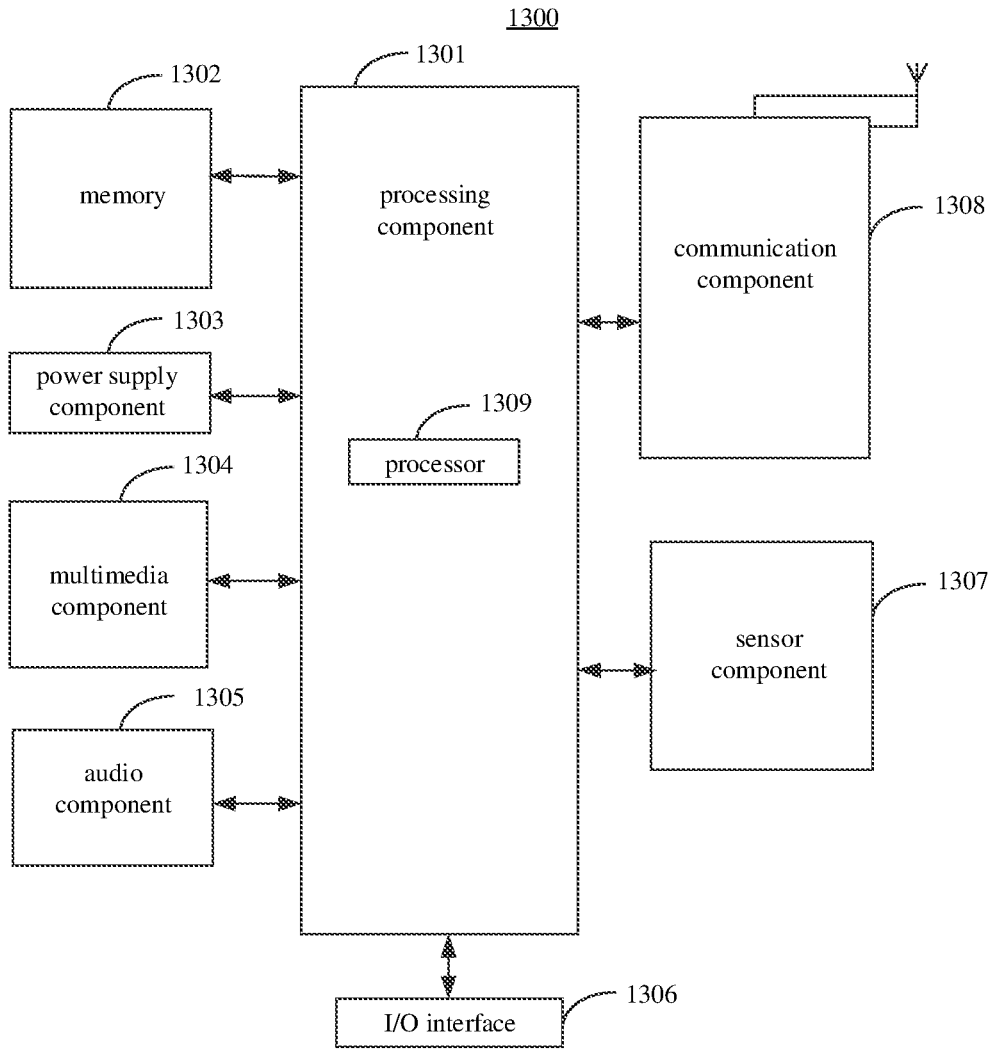 1300
1302
memory
1303
power supply
component
1304
multimedia
component
1305
audio
component
1301
processing
component
1309
processor
1306
I/O interface
1308
communication
component
1307
sensor
component